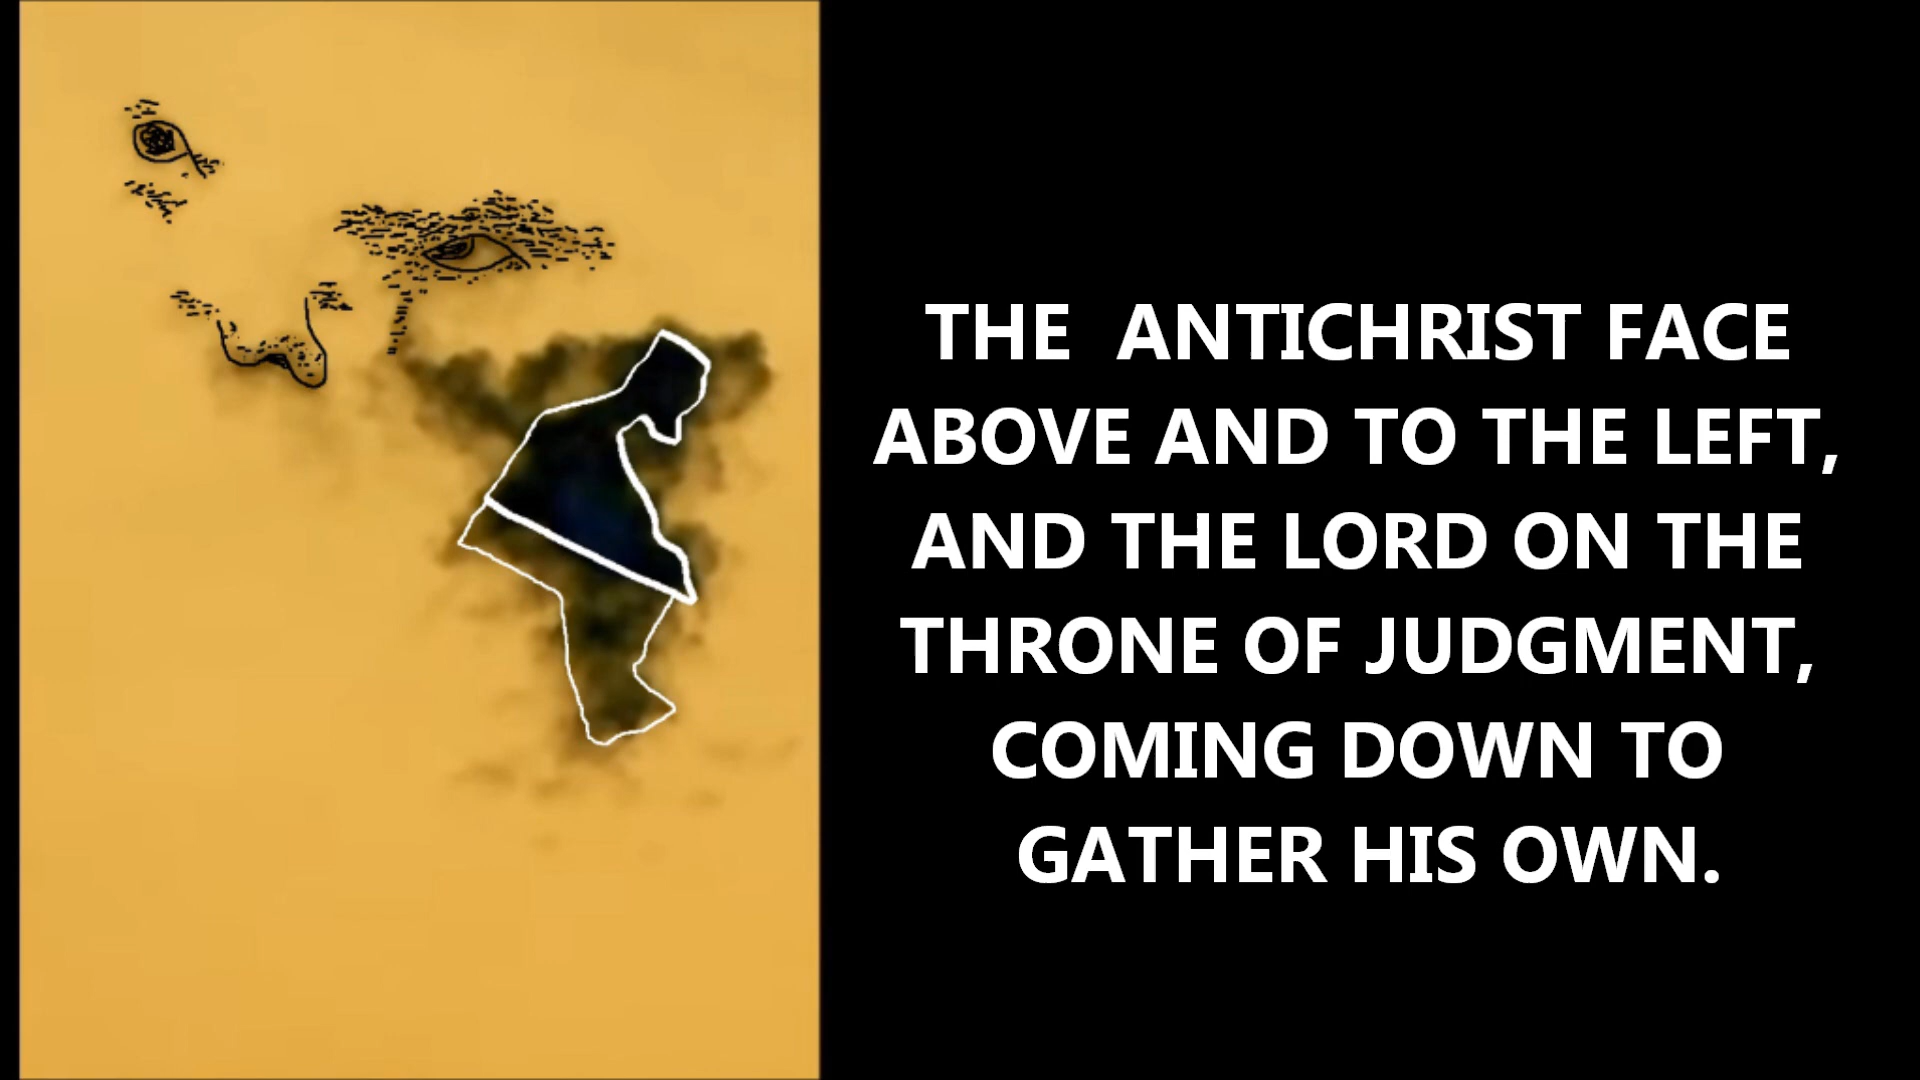 THE  ANTICHRIST FACE
ABOVE AND TO THE LEFT,
AND THE LORD ON THE
THRONE OF JUDGMENT,
COMING DOWN TO
GATHER HIS OWN.